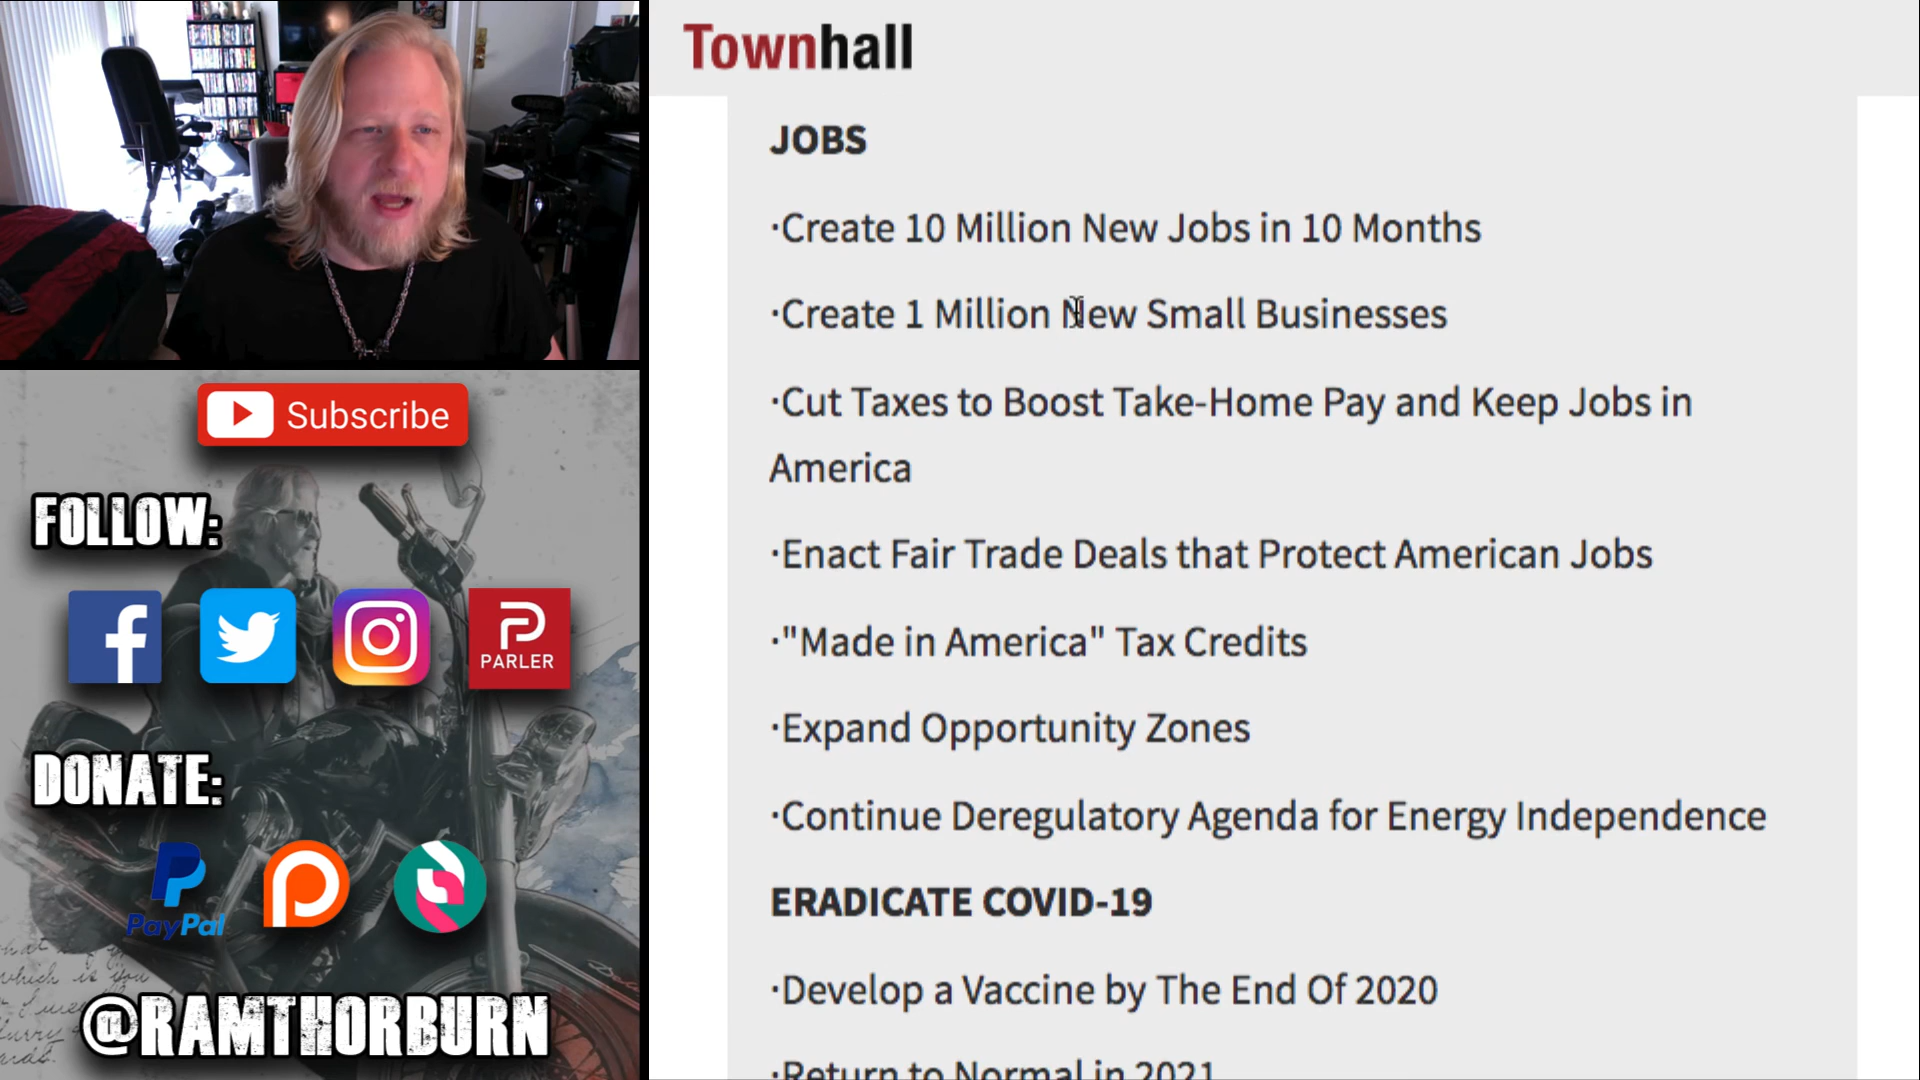 Townhall
JOBS
·Create 10 Million New Jobs in 10 Months
·Create 1 Million New Small Businesses
·Cut Taxes to Boost Take-Home Pay and Keep Jobs in
America
·Enact Fair Trade Deals that Protect American Jobs
·"Made in America" Tax Credits
·Expand Opportunity Zones
·Continue Deregulatory Agenda for Energy Independence
ERADICATE COVID-19
·Develop a Vaccine by The End Of 2020
·Return to Normal in 2021
Subscribe
FOLLOW:
PARLER
DONATE:
PayPal
which is you
@RAMTHORBURN